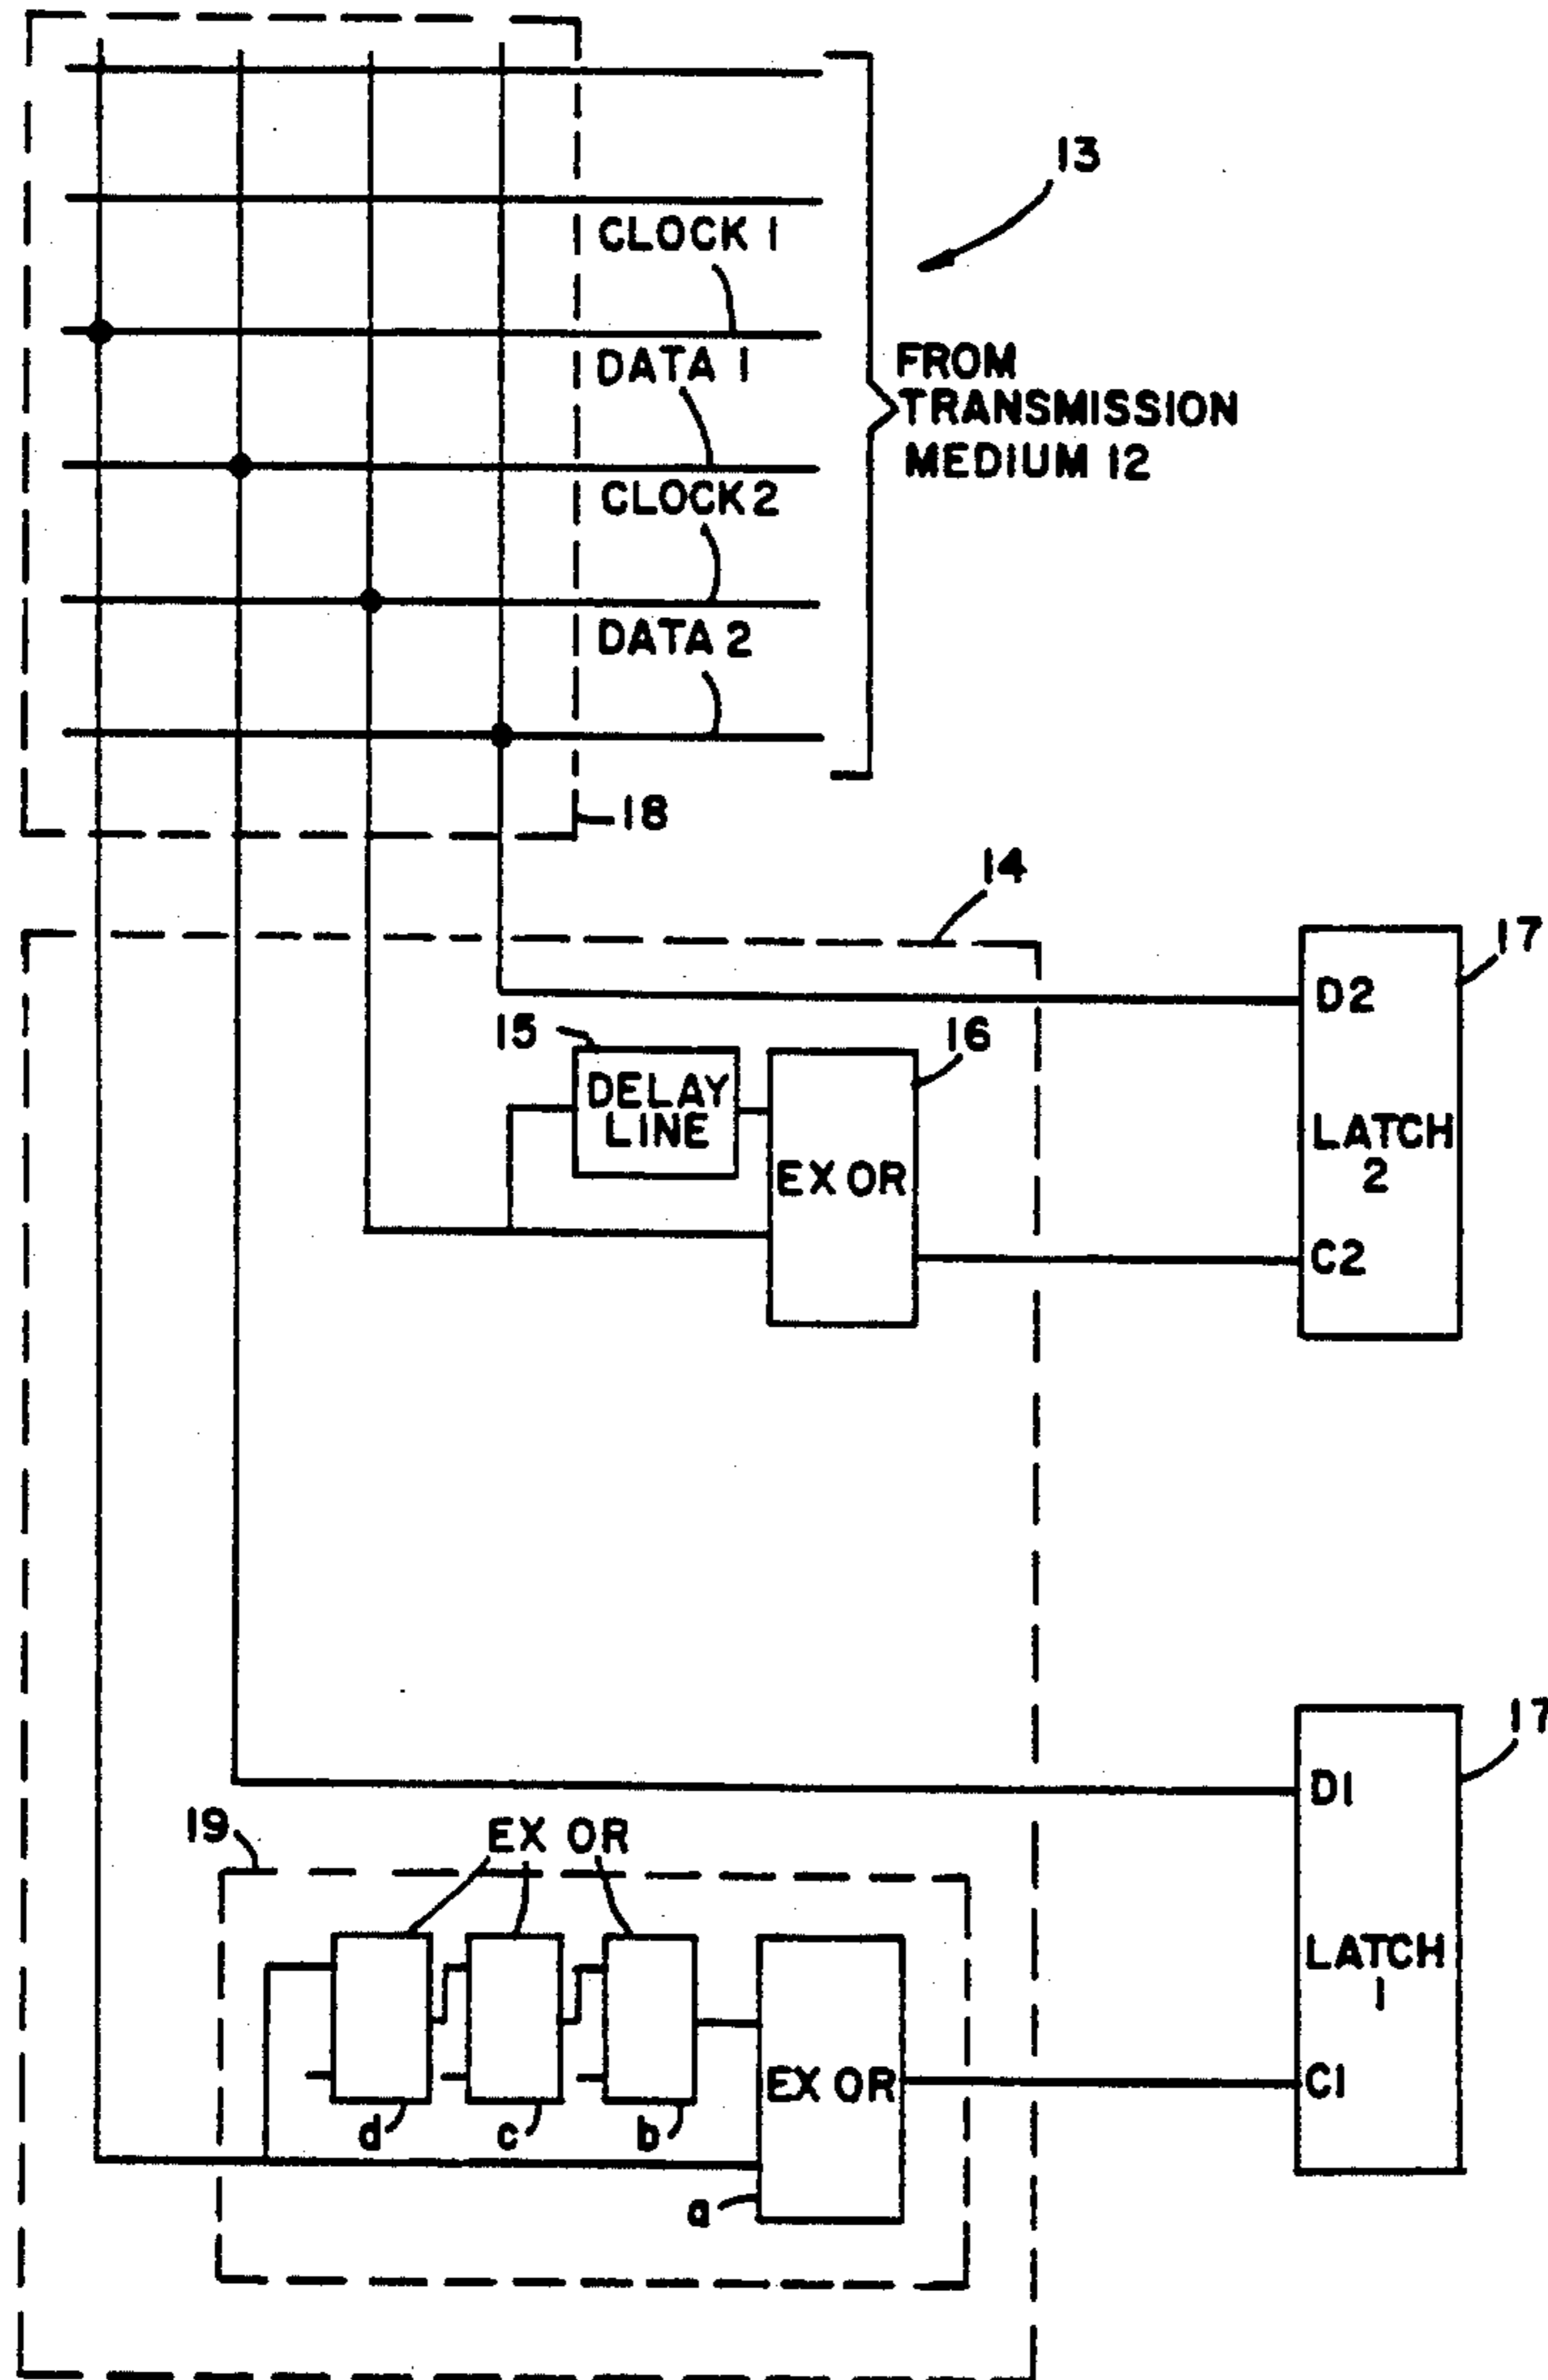 13
CLOCK 1
DATA 1
FROM
TRANSMISSION
MEDIUM 12
CLOCK 2
DATA 2
18
14
17
D2
15
16
DELAY
LINE
LATCH
2
EX OR
C2
17
D1
19
EX OR
LATCH
1
EX OR
C1
d
c
b
a